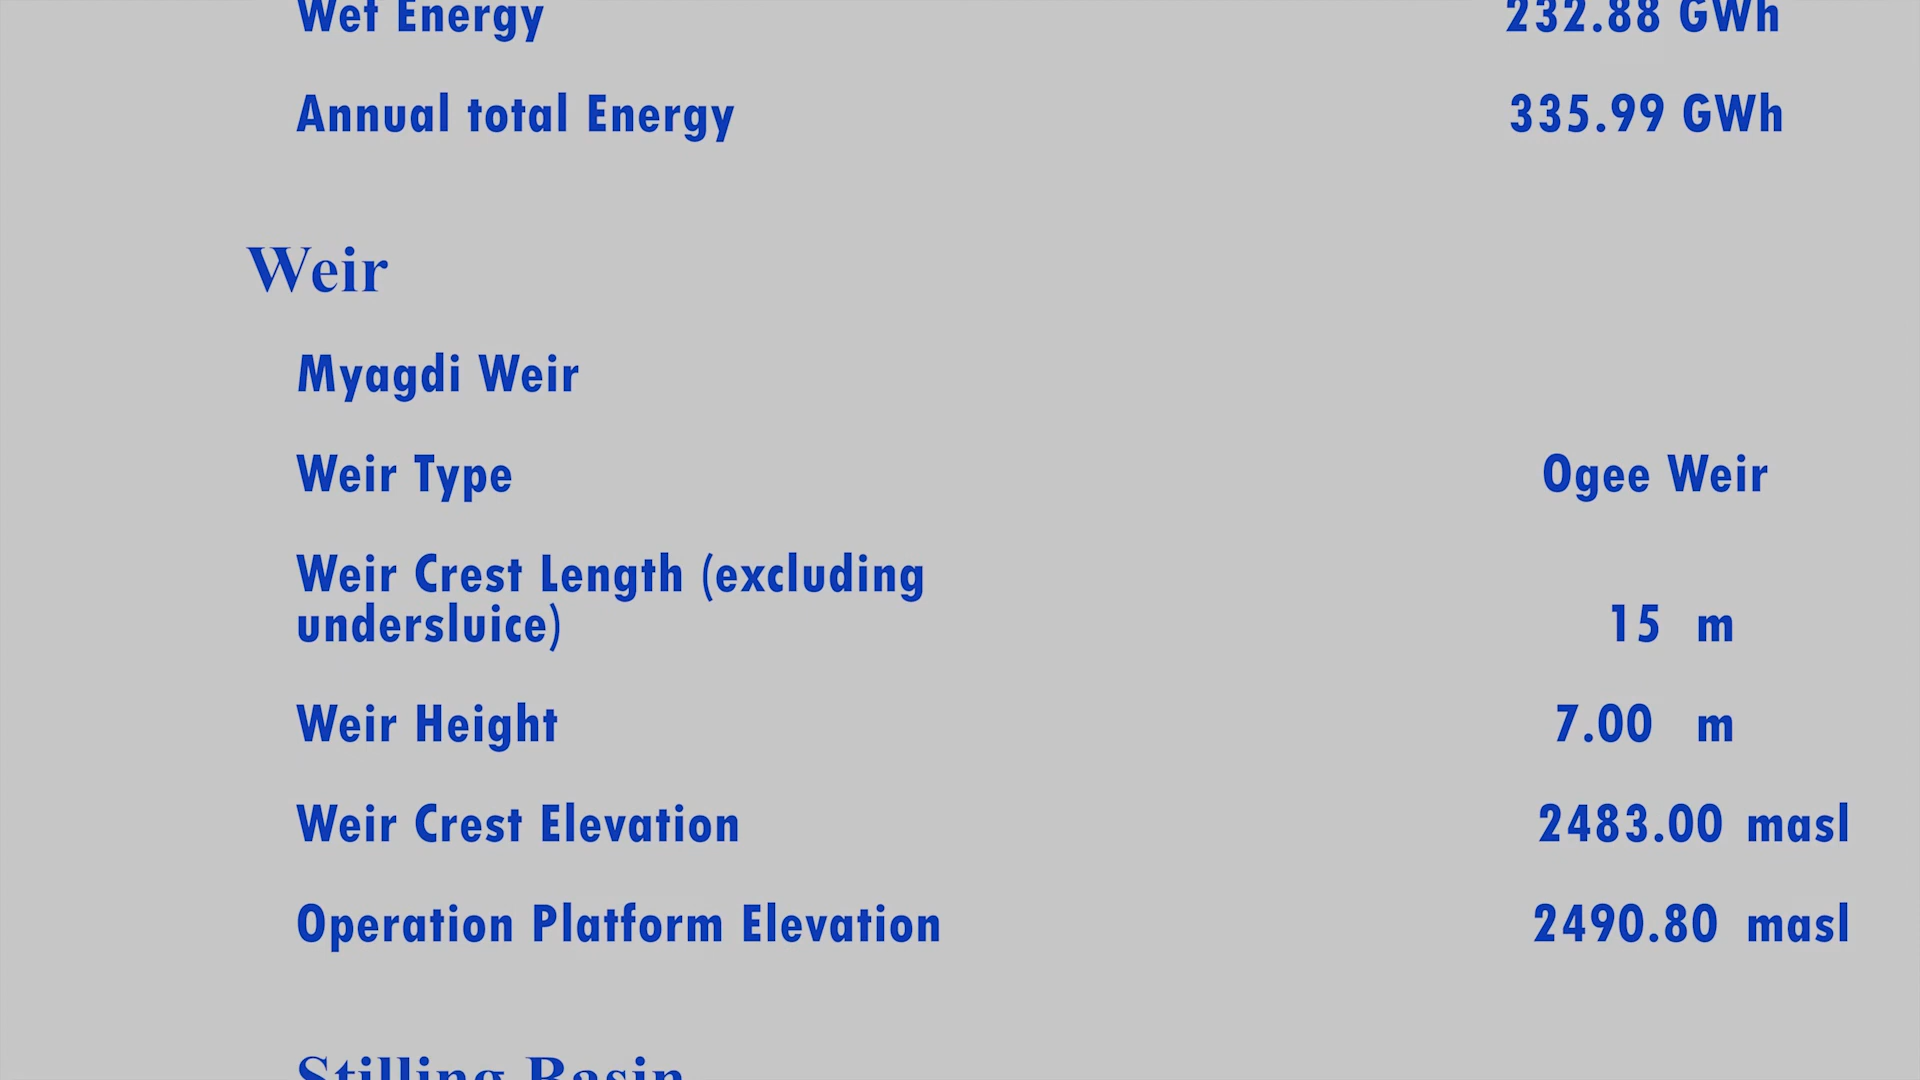 Wet Energy 232.88 GWh
Annual total Energy 335.99 GWh
Weir
Myagdi Weir
Weir Type Ogee Weir
Weir Crest Length (excluding
undersluice) 15 m
Weir Height 7.00 m
Weir Crest Elevation 2483.00 masl
Operation Platform Elevation 2490.80 masl
Stilling Basin